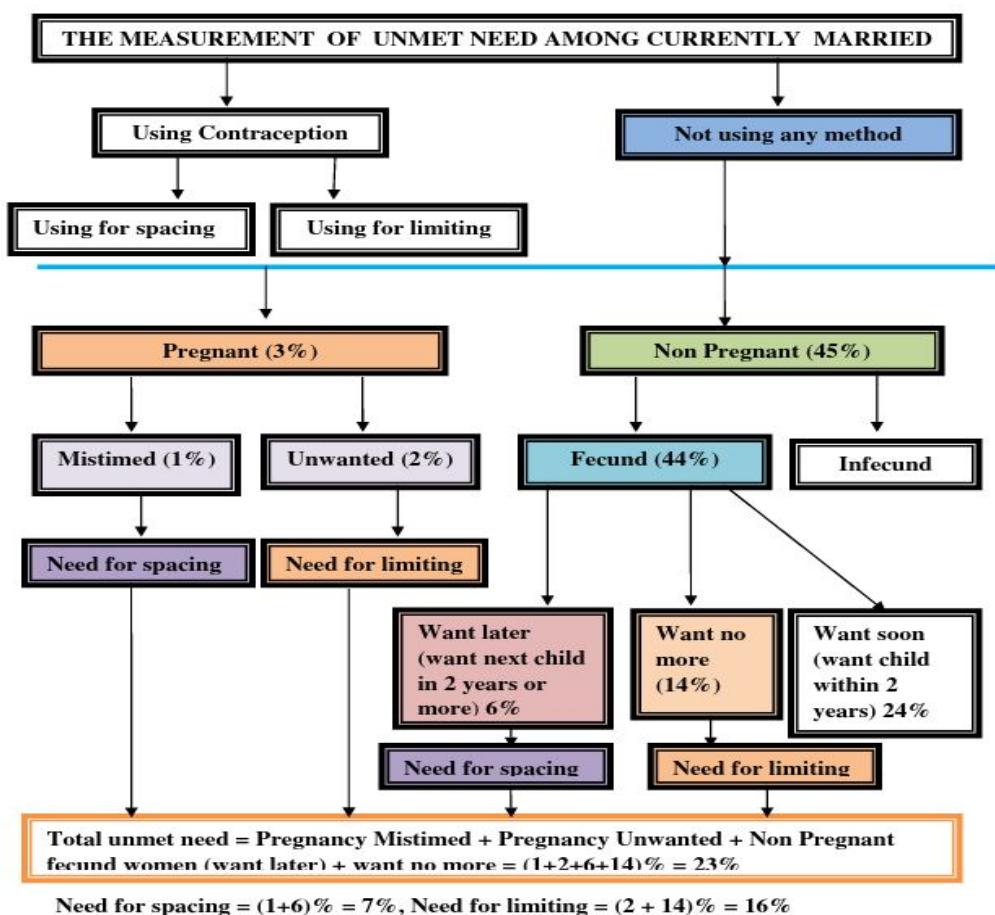 THE MEASUREMENT OF UNMET NEED AMONG CURRENTLY MARRIED
Using Contraception
Not using any method
Using for spacing
Using for limiting
Pregnant (3%)
Non Pregnant (45%)
Mistimed (1%)
Unwanted (2%)
Fecund (44%)
Infecund
Need for spacing
Need for limiting
Want later
(want next child
in 2 years or
more) 6%
Want no
more
(14%)
Want soon
(want child
within 2
years) 24%
Need for spacing
Need for limiting
Total unmet need = Pregnancy Mistimed + Pregnancy Unwanted + Non Pregnant
fecund women (want later) + want no more = (1+2+6+14)% = 23%
Need for spacing = (1+6)% = 7%, Need for limiting = (2 + 14)% = 16%